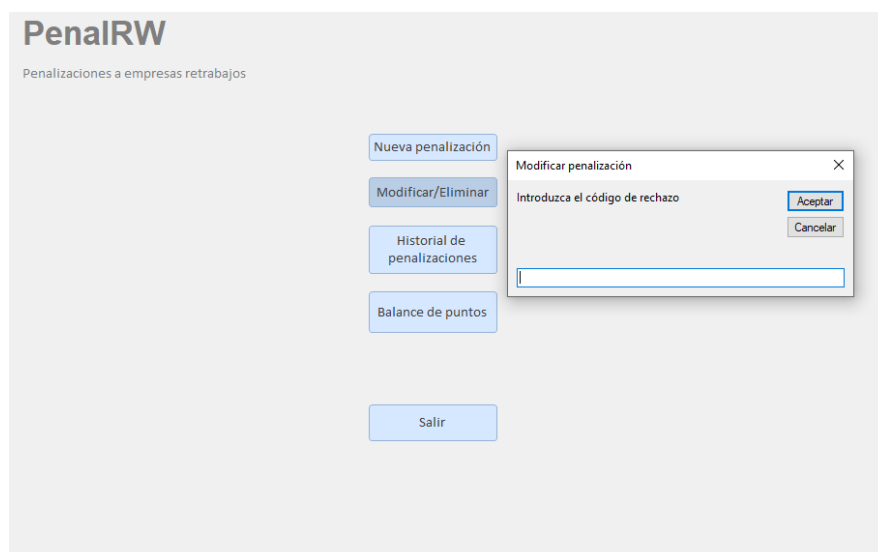 PenalRW
Penalizaciones a empresas retrabajos
Nueva penalización
Modificar/Eliminar
Historial de
penalizaciones
Balance de puntos
Salir
Modificar penalización
Introduzca el código de rechazo
Aceptar
Cancelar